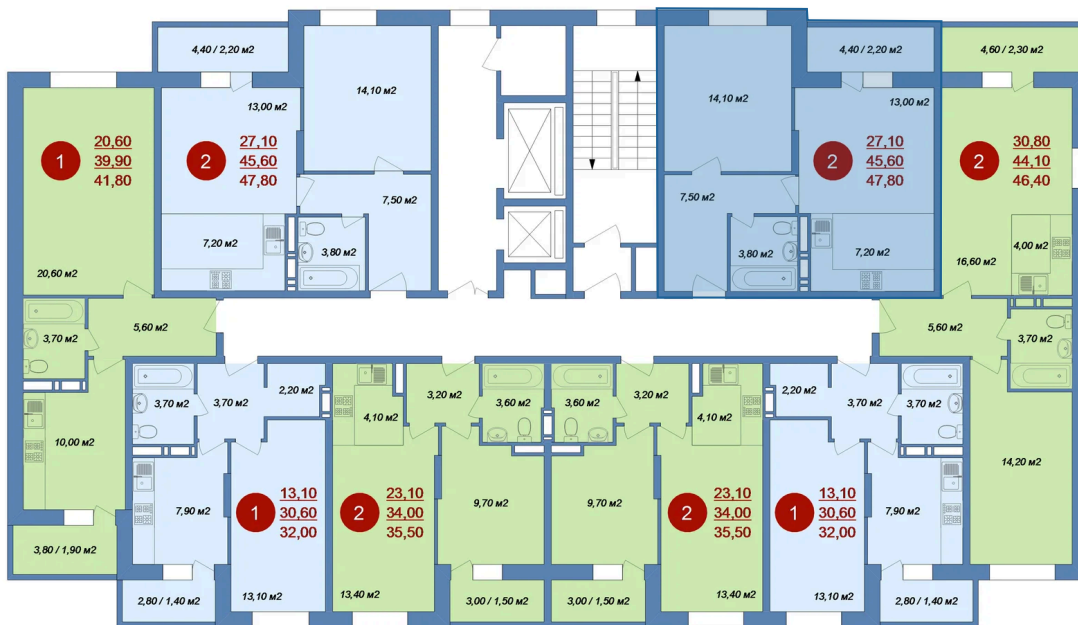 4,40 / 2,20 м2
14,10 м2
13,00 м2
1
20,60
39,90
41,80
2
27,10
45,60
47,80
7,50 м2
7,20 м2
3,80 м2
20,60 м2
3,70 м2
5,60 м2
10,00 м2
3,80 / 1,90 м2
14,10 м2
4,40 / 2,20 м2
13,00 м2
2
27,10
45,60
47,80
7,50 м2
3,80 м2
7,20 м2
4,60 / 2,30 м2
2
30,80
44,10
46,40
4,00 м2
16,60 м2
5,60 м2
3,70 м2
14,20 м2
3,70 м2
3,70 м2
2,20 м2
7,90 м2
1
13,10
30,60
32,00
13,10 м2
2,80 / 1,40 м2
4,10 м2
3,20 м2
3,60 м2
2
23,10
34,00
35,50
9,70 м2
13,40 м2
3,00 / 1,50 м2
3,60 м2
3,20 м2
4,10 м2
9,70 м2
2
23,10
34,00
35,50
3,00 / 1,50 м2
13,40 м2
2,20 м2
3,70 м2
3,70 м2
1
13,10
30,60
32,00
7,90 м2
13,10 м2
2,80 / 1,40 м2